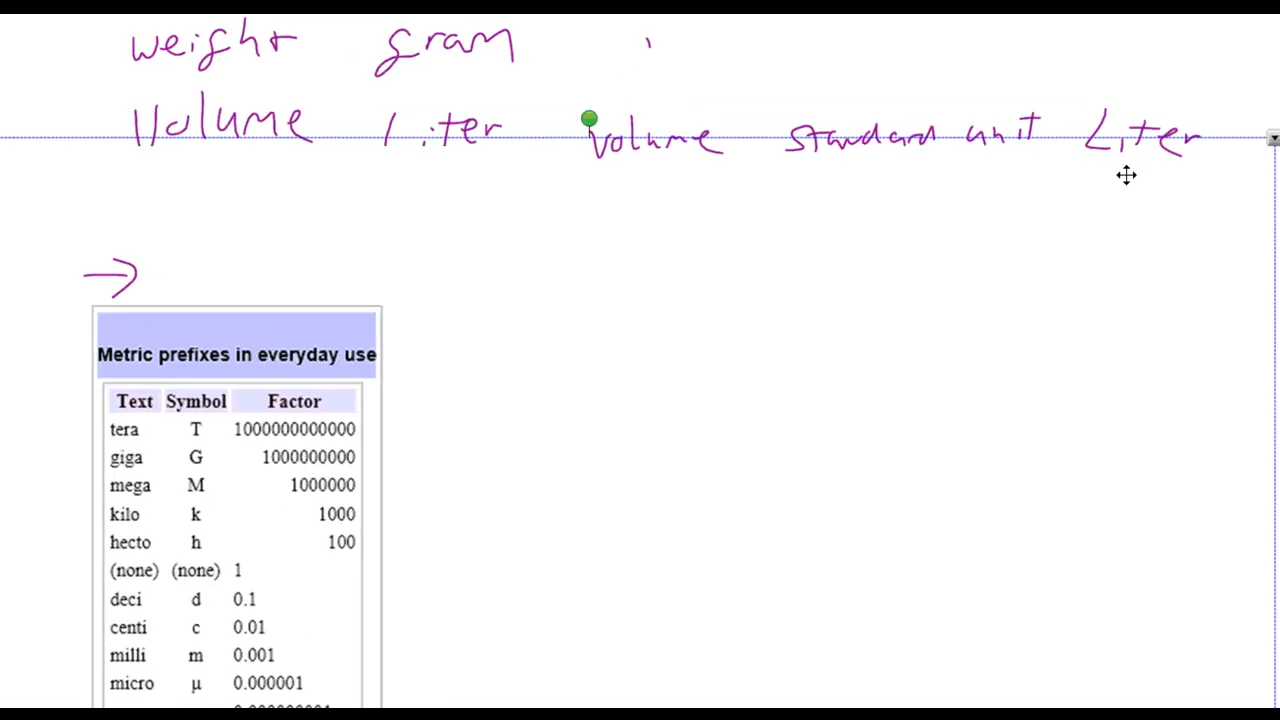 weight gram
Volume Liter volume standard unit Liter
Metric prefixes in everyday use
Text Symbol Factor
tera T 1000000000000
giga G 1000000000
mega M 1000000
kilo k 1000
hecto h 100
(none) (none) 1
deci d 0.1
centi c 0.01
milli m 0.001
micro µ 0.000001